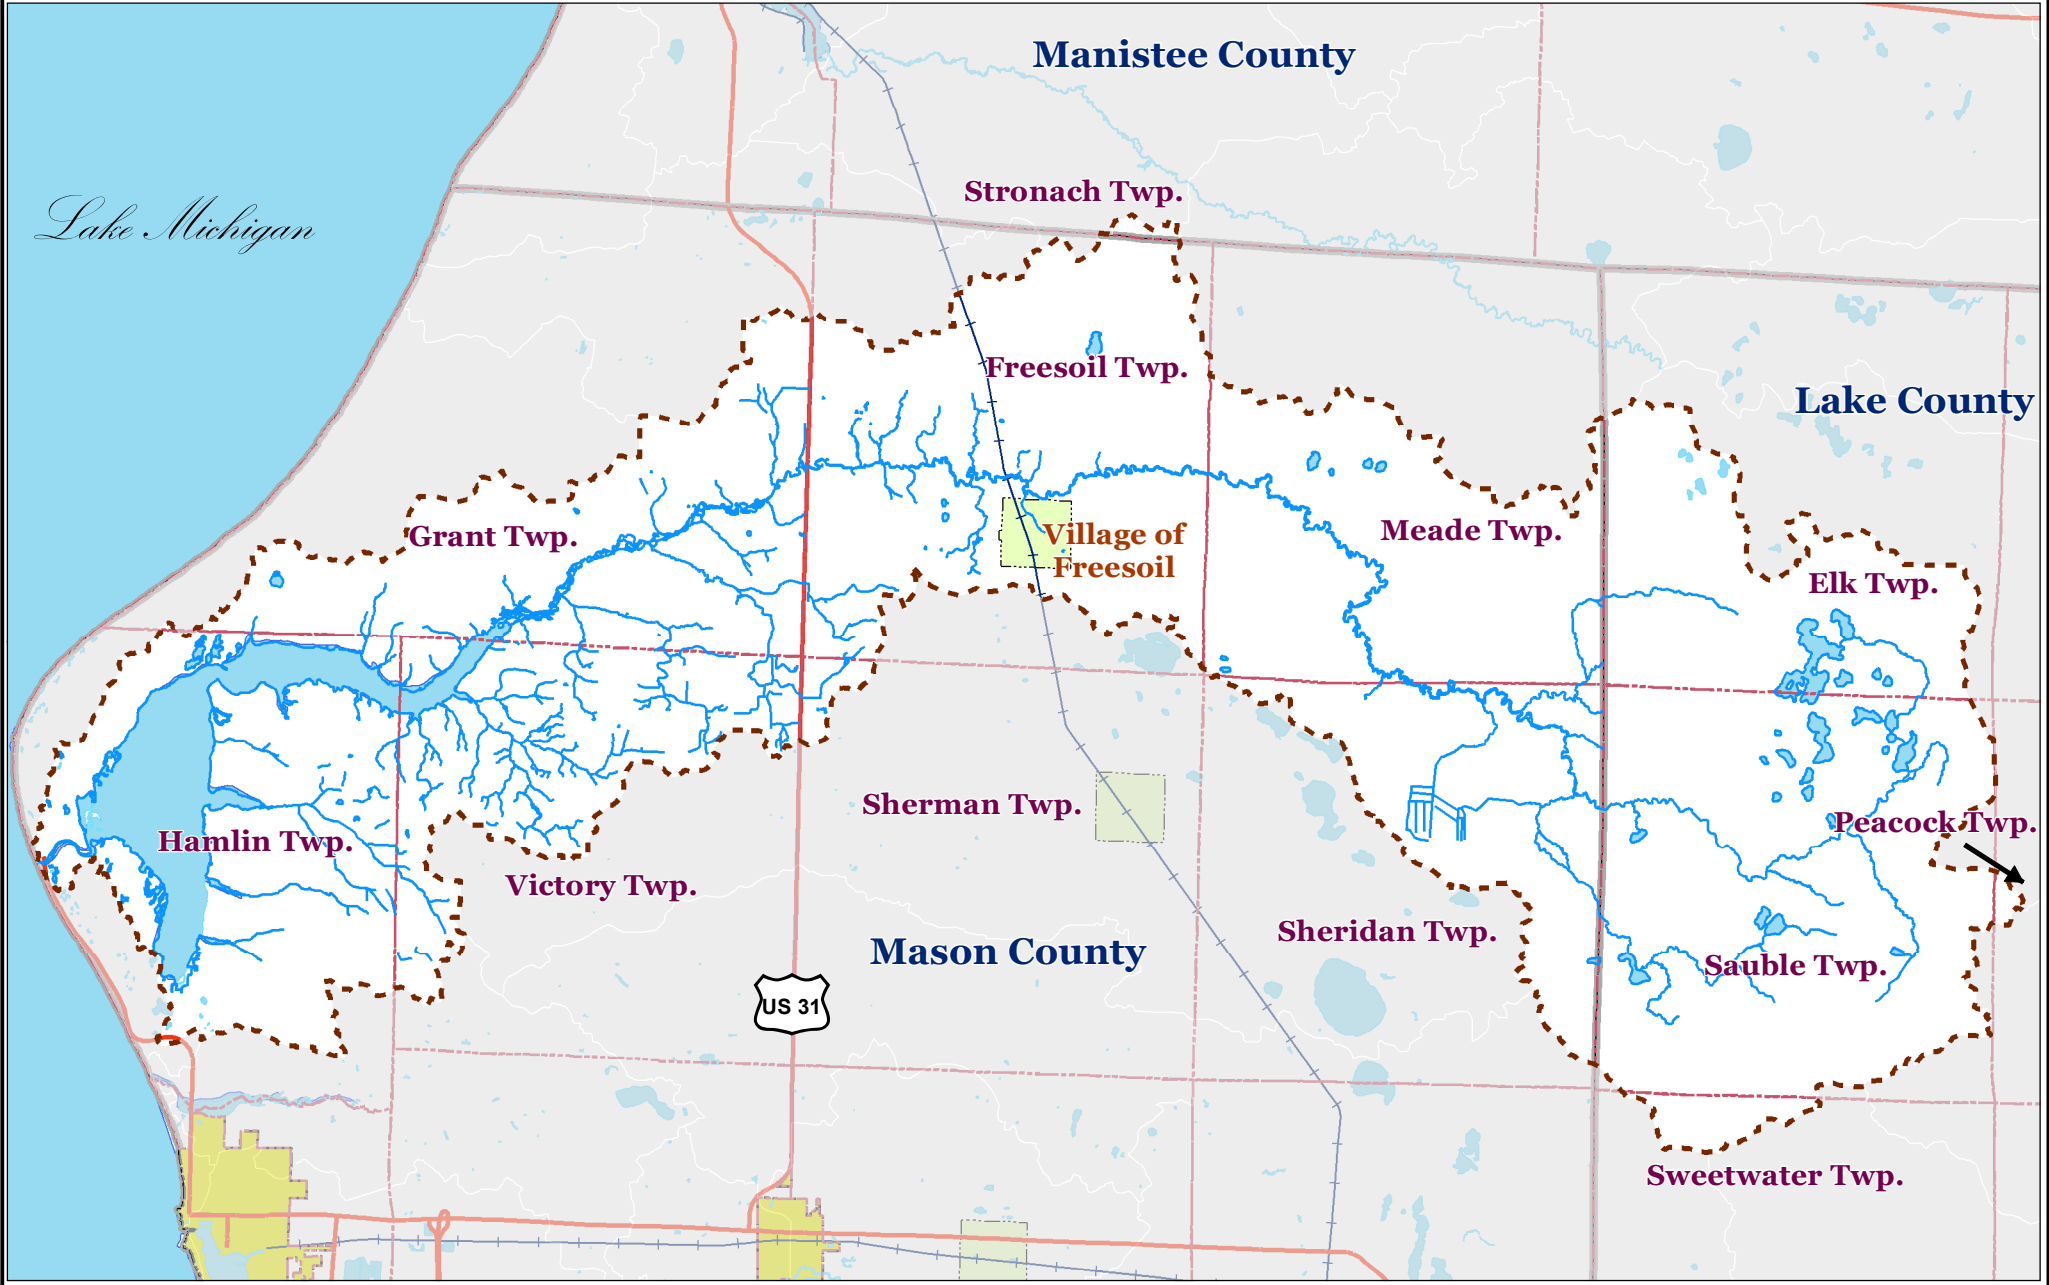 Manistee County
Stronach Twp.
Lake Michigan
Freesoil Twp.
Lake County
Grant Twp.
Village of
Freesoil
Meade Twp.
Elk Twp.
Sherman Twp.
Peacock Twp.
Hamlin Twp.
Victory Twp.
Sheridan Twp.
Mason County
Sauble Twp.
US 31
Sweetwater Twp.